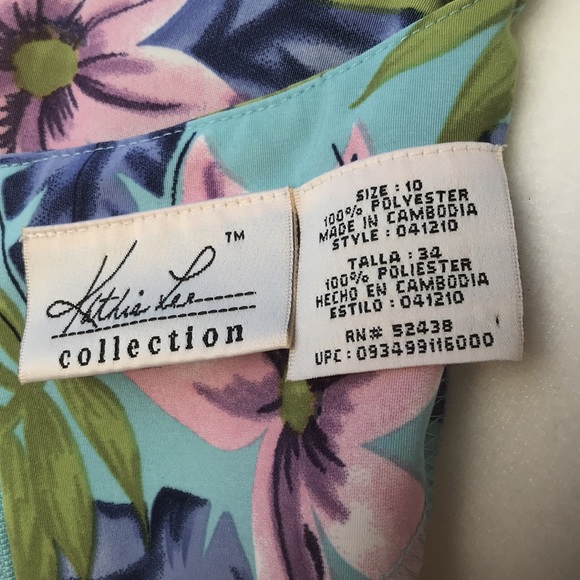 Kathie Lee ™
collection
SIZE : 10
100% POLYESTER
MADE IN CAMBODIA
STYLE : 041210
TALLA : 34
100% POLIESTER
HECHO EN CAMBODIA
ESTILO : 041210
RN# 52438
UPC : 093499116000